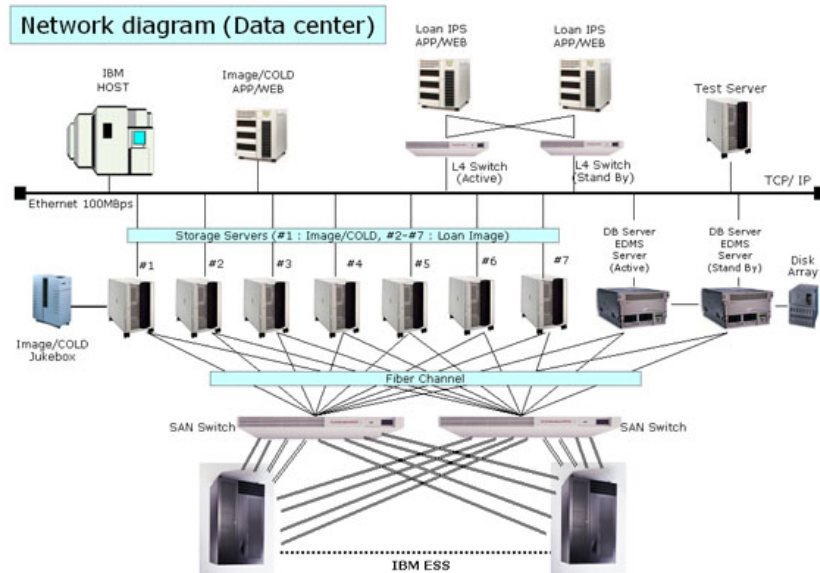 Network diagram (Data center)
Loan IPS
APP/WEB
Loan IPS
APP/WEB
IBM
HOST
Image/COLD
APP/WEB
Test Server
L4 Switch
(Active)
L4 Switch
(Stand By)
TCP/ IP
Ethernet 100MBps
Storage Servers (#1 : Image/COLD, #2~#7 : Loan Image)
#1
#2
#3
#4
#5
#6
#7
DB Server
EDMS
Server
(Active)
DB Server
EDMS
Server
(Stand By)
Disk
Array
Image/COLD
Jukebox
Fiber Channel
SAN Switch
SAN Switch
IBM ESS